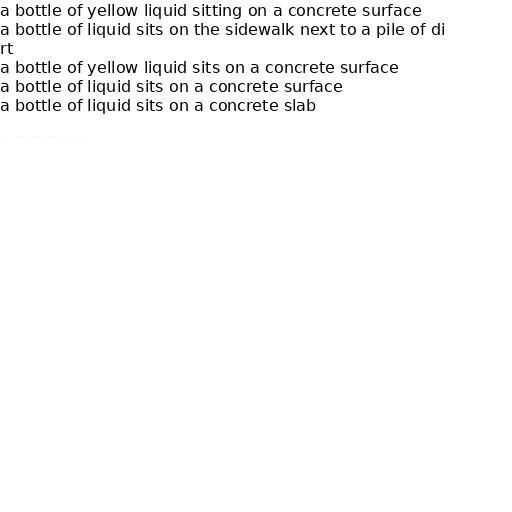 a bottle of yellow liquid sitting on a concrete surface
a bottle of liquid sits on the sidewalk next to a pile of di
rt
a bottle of yellow liquid sits on a concrete surface
a bottle of liquid sits on a concrete surface
a bottle of liquid sits on a concrete slab